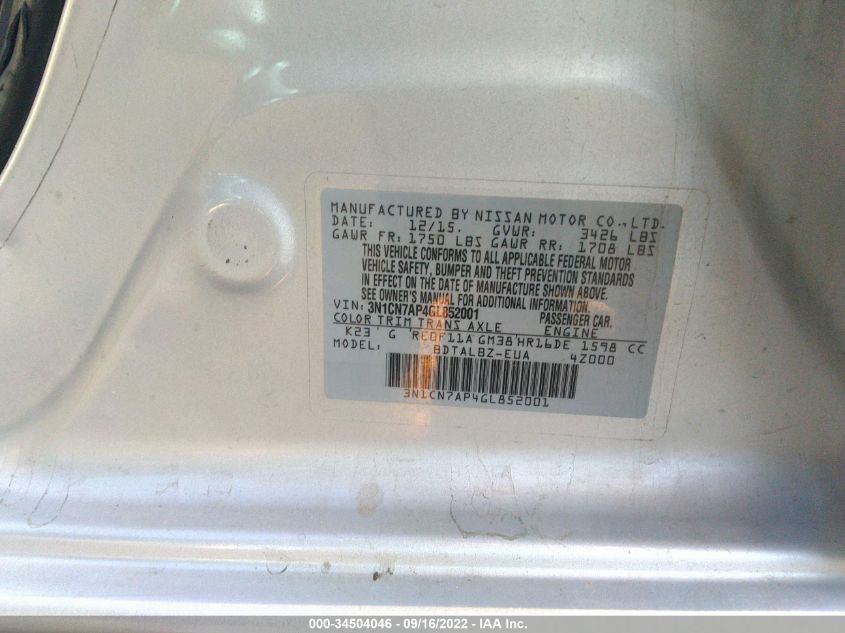 MANUFACTURED BY NISSAN MOTOR CO.,LTD.
DATE: 12/15. GVWR: 3426 LBS
GAWR FR: 1750 LBS GAWR RR: 1708 LBS
THIS VEHICLE CONFORMS TO ALL APPLICABLE FEDERAL MOTOR
VEHICLE SAFETY, BUMPER AND THEFT PREVENTION STANDARDS
IN EFFECT ON THE DATE OF MANUFACTURE SHOWN ABOVE.
SEE OWNER'S MANUAL FOR ADDITIONAL INFORMATION.
VIN: 3N1CN7AP4GL852001 PASSENGER CAR.
COLOR TRIM TRANS AXLE ENGINE
K23 G RE0F11A GM38 HR16DE 1598 CC
MODEL: BDTALBZ-EUA 4Z000
3N1CN7AP4GL852001
000-34504046 - 09/16/2022 - IAA Inc.